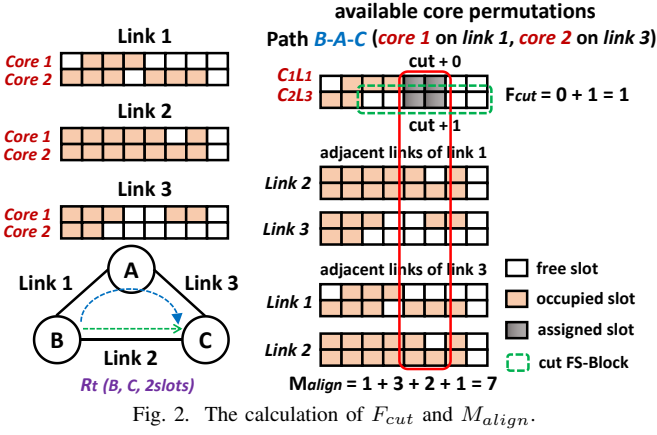 available core permutations
Link 1
Path B-A-C (core 1 on link 1, core 2 on link 3)
cut + 0
Core 1
Core 2
C1L1
C2L3
Fcut = 0 + 1 = 1
cut + 1
Link 2
adjacent links of link 1
Core 1
Core 2
Link 2
Link 3
Core 1
Core 2
Link 3
A
Link 1
Link 3
B
C
Link 2
Rt (B, C, 2slots)
adjacent links of link 3
Link 1
Link 2
free slot
occupied slot
assigned slot
cut FS-Block
Malign = 1 + 3 + 2 + 1 = 7
Fig. 2. The calculation of Fcut and Malign.